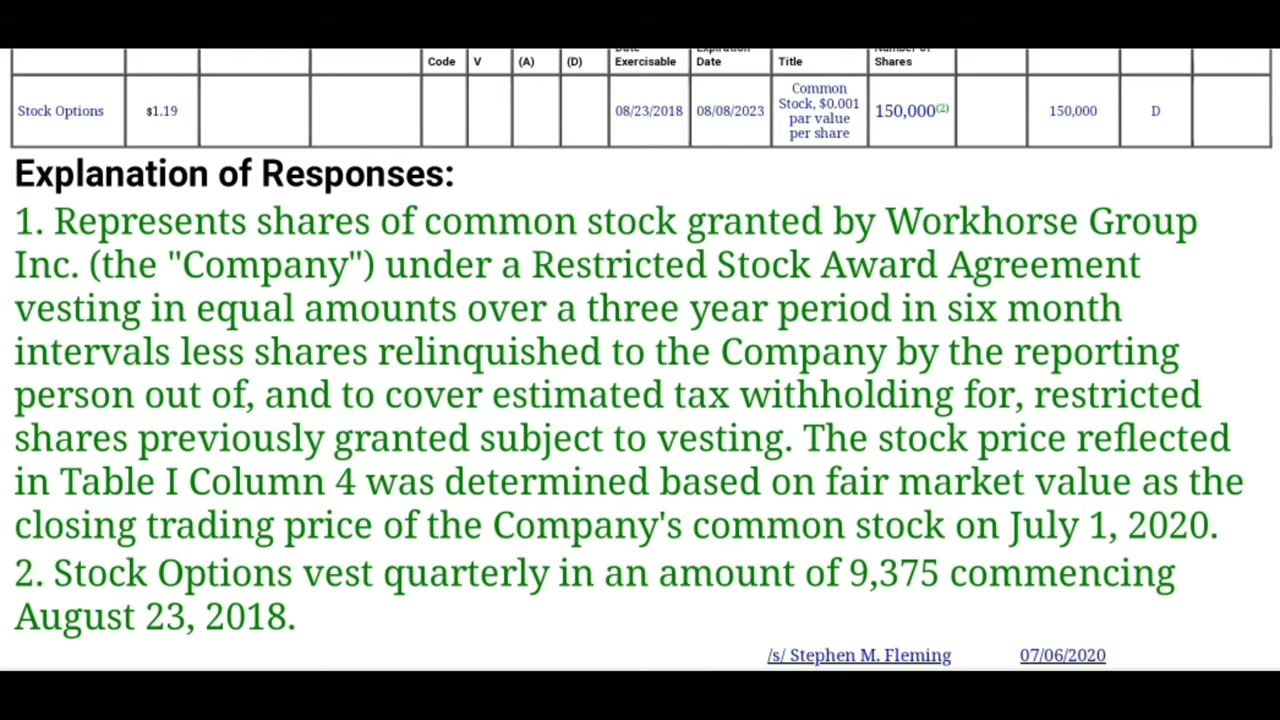 Date Expiration Number of
Code V (A) (D) Exercisable Date Title Shares
Common
Stock Options $1.19 08/23/2018 08/08/2023 Stock, $0.001 150,000(2) 150,000 D
par value
per share
Explanation of Responses:
1. Represents shares of common stock granted by Workhorse Group
Inc. (the "Company") under a Restricted Stock Award Agreement
vesting in equal amounts over a three year period in six month
intervals less shares relinquished to the Company by the reporting
person out of, and to cover estimated tax withholding for, restricted
shares previously granted subject to vesting. The stock price reflected
in Table I Column 4 was determined based on fair market value as the
closing trading price of the Company's common stock on July 1, 2020.
2. Stock Options vest quarterly in an amount of 9,375 commencing
August 23, 2018.
/s/ Stephen M. Fleming 07/06/2020